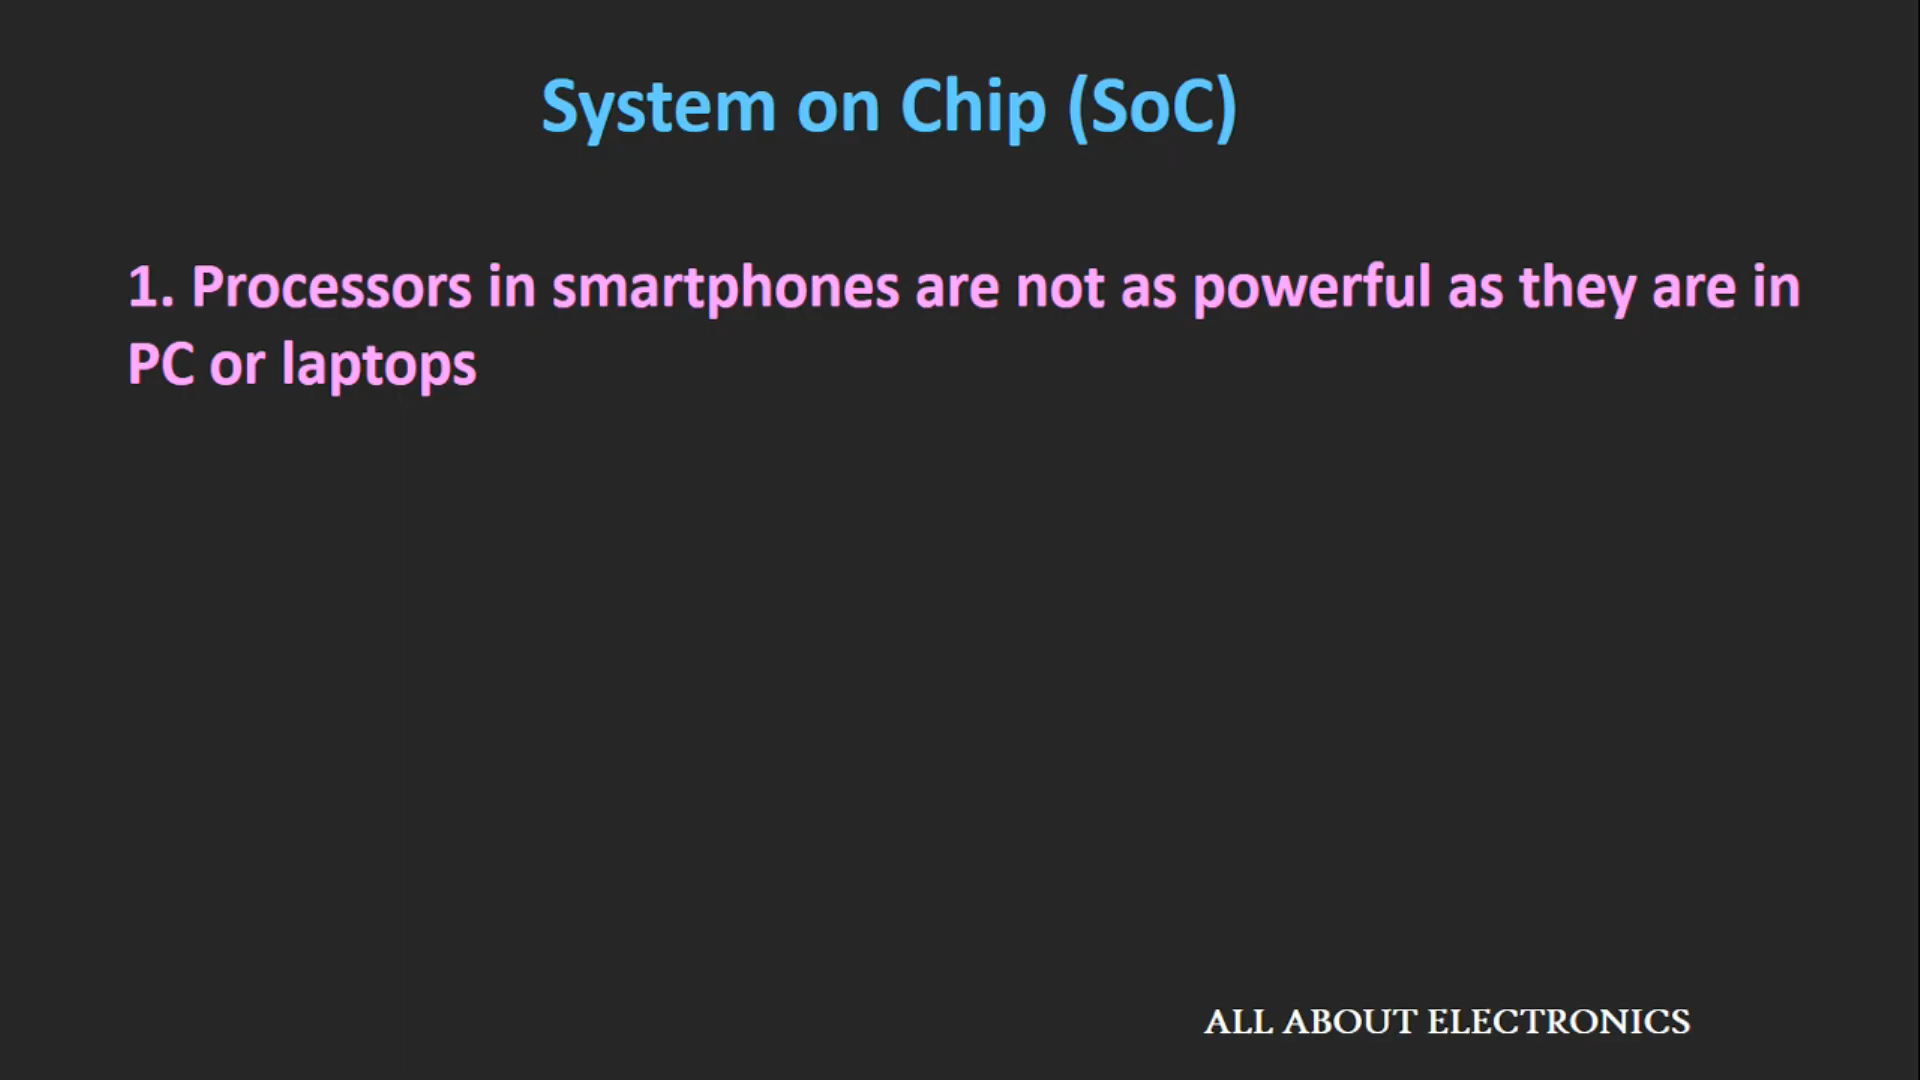 System on Chip (SoC)
1. Processors in smartphones are not as powerful as they are in
PC or laptops
ALL ABOUT ELECTRONICS